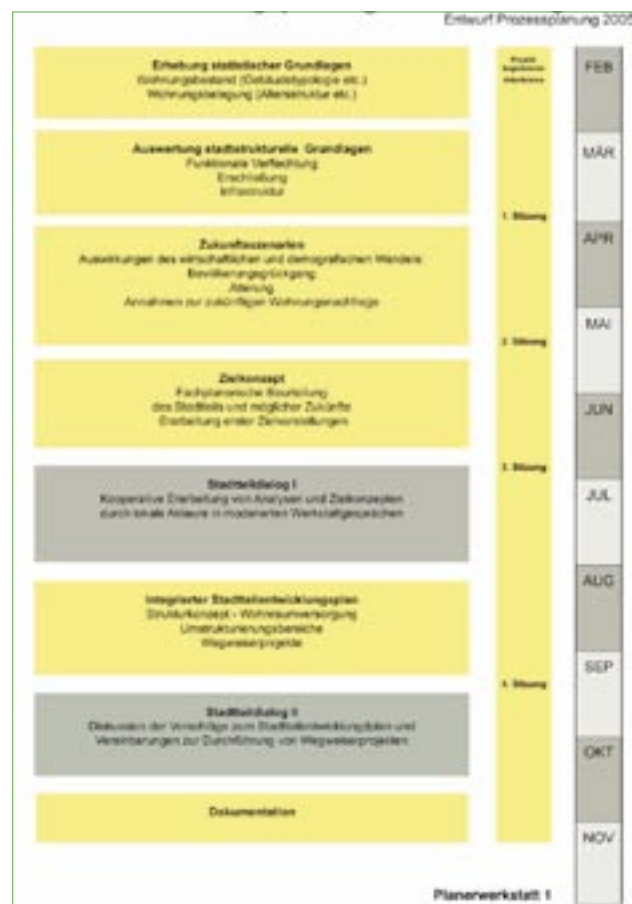 Entwurf Prozessplanung 2005
Erhebung statistischer Grundlagen
Wohnungsbestand (Gebäudetypologie etc.)
Wohnungsbelegung (Altersstruktur etc.)
Projekt
begleitende
FEB
Auswertung stadtstrukturelle Grundlagen
Funktionale Verflechtung
Erschließung
Infrastruktur
MÄR
1. Sitzung
Zukunftsszenarien
Auswirkungen des wirtschaftlichen und demografischen Wandels:
Bevölkerungsrückgang
Alterung
Annahmen zur zukünftigen Wohnungsnachfrage
APR
MAI
2. Sitzung
Zielkonzept
Fachplanerische Beurteilung
des Stadtteils und möglicher Zukünfte
Erarbeitung erster Zielvorstellungen
JUN
3. Sitzung
Stadtteildialog I
Kooperative Erarbeitung von Analysen und Zielkonzepten
durch lokale Akteure in moderierten Werkstattgesprächen
JUL
Integrierter Stadtteilentwicklungsplan
Strukturkonzept - Wohnraumversorgung
Umstrukturierungsbereiche
Wegweiserprojekte
AUG
SEP
4. Sitzung
Stadtteildialog II
Diskussion der Vorschläge zum Stadtteilentwicklungsplan und
Vereinbarungen zur Durchführung von Wegweiserprojekten
OKT
Dokumentation
NOV
Planerwerkstatt 1